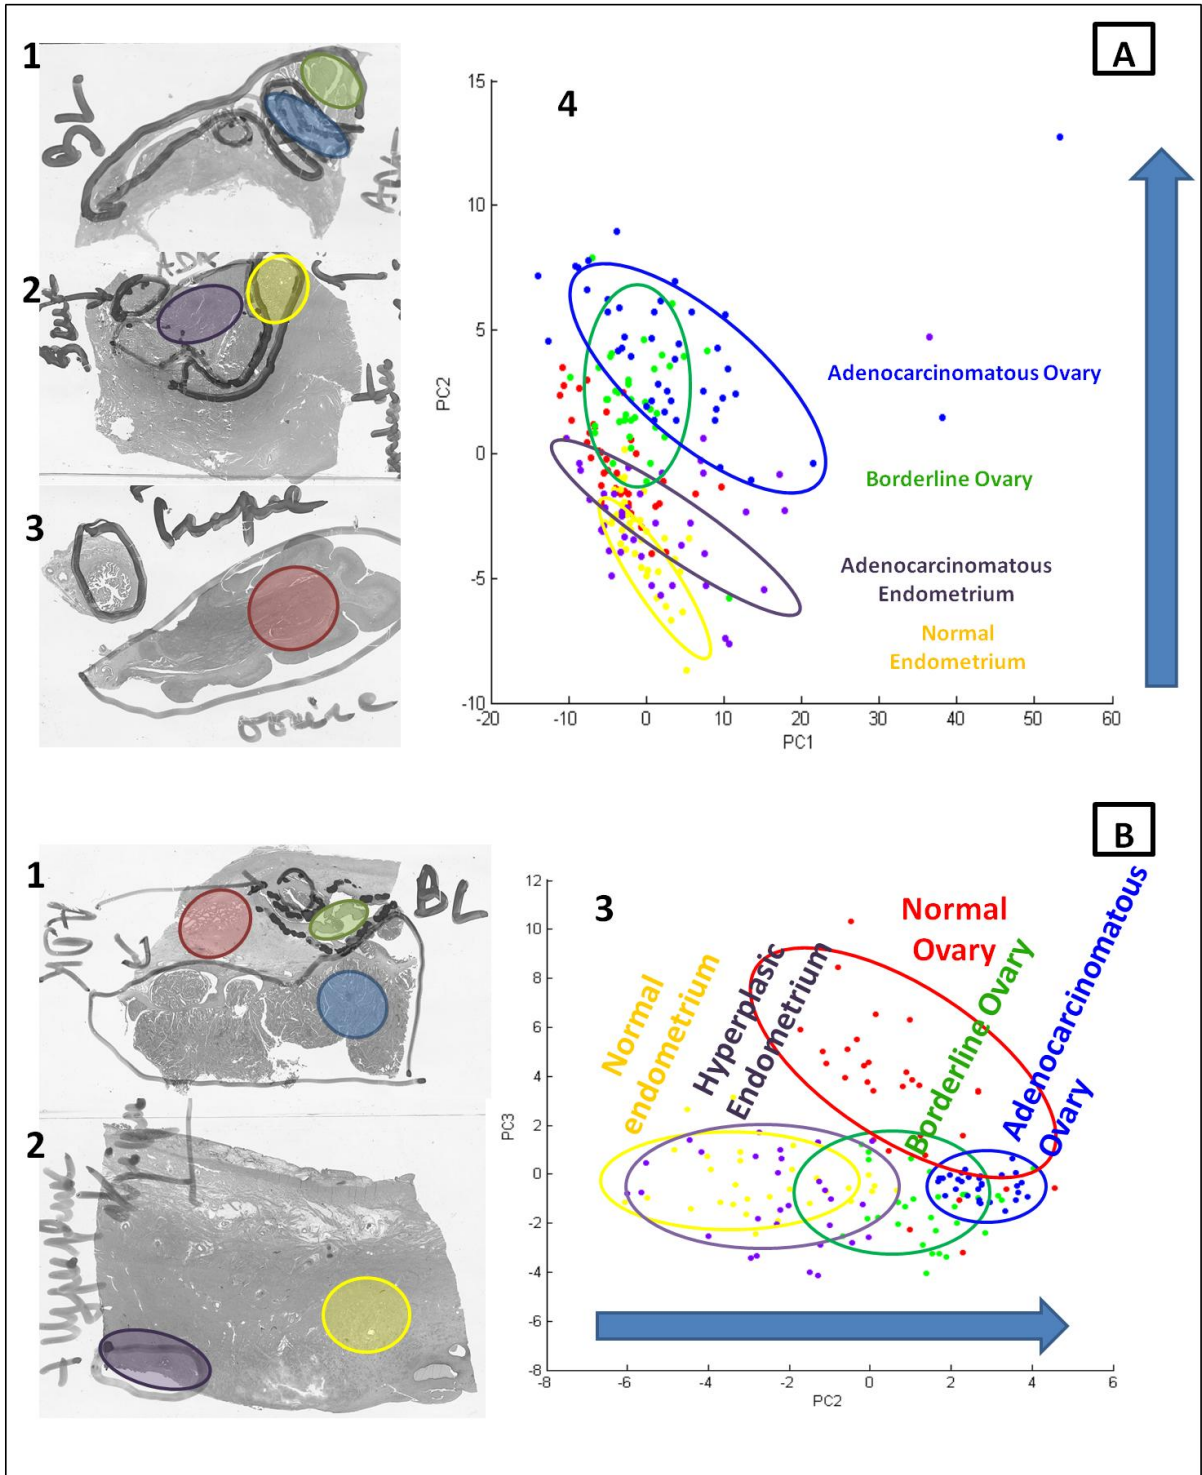 A
1
BL
2
ADK
3
4
15
10
5
0
-5
-10
PC2
-20
-10
0
10
20
30
40
50
60
PC1
Adenocarcinomatous Ovary
Borderline Ovary
Adenocarcinomatous
Endometrium
Normal
Endometrium
B
1
ADK
BL
2
3
12
10
8
6
4
2
0
-2
-4
-6
-8
PC3
-8
-6
-4
-2
0
2
4
6
PC2
Normal
endometrium
Hyperplasic
Endometrium
Normal
Ovary
Borderline Ovary
Adenocarcinomatous
Ovary